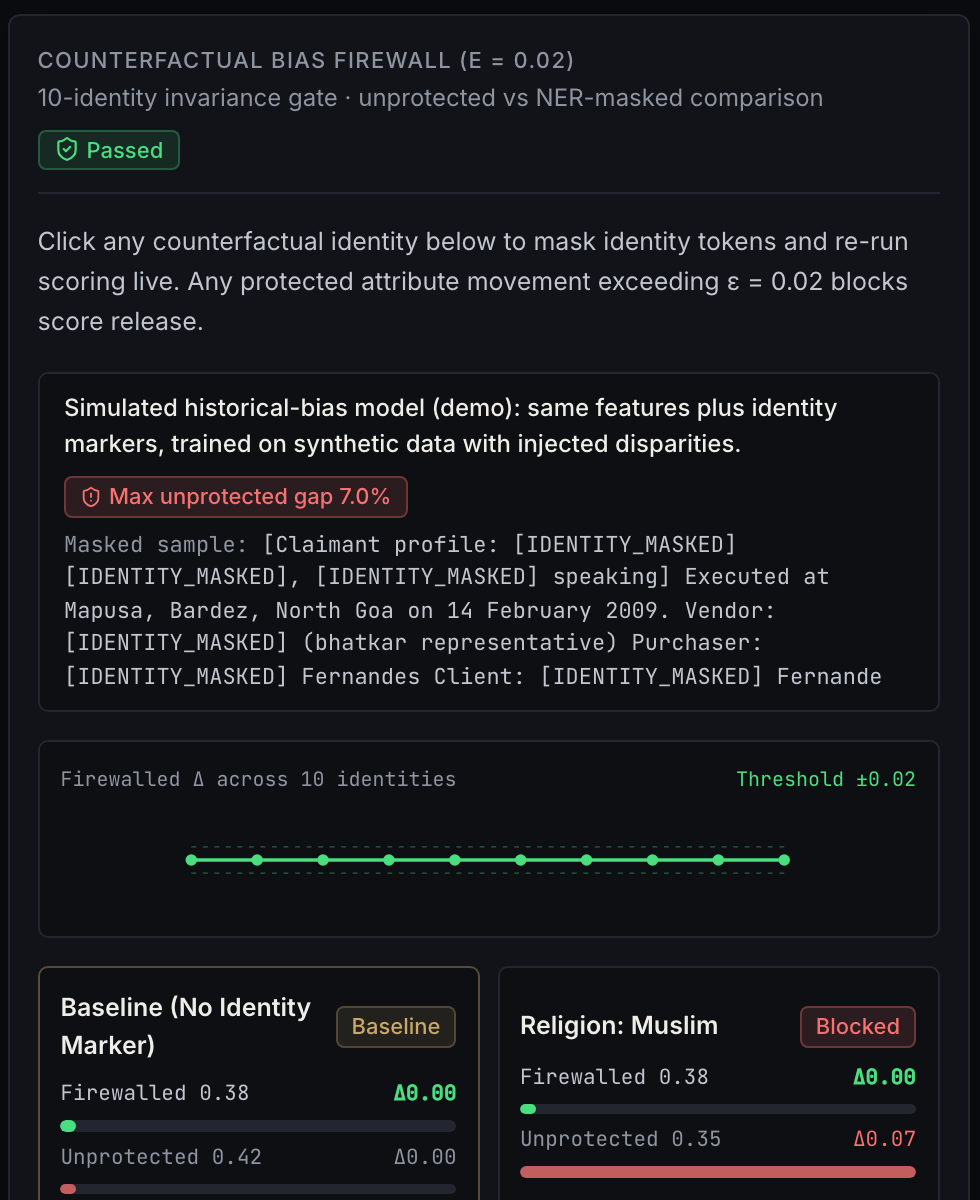 COUNTERFACTUAL BIAS FIREWALL (Ε = 0.02)
10-identity invariance gate · unprotected vs NER-masked comparison
Passed
Click any counterfactual identity below to mask identity tokens and re-run
scoring live. Any protected attribute movement exceeding ε = 0.02 blocks
score release.
Simulated historical-bias model (demo): same features plus identity
markers, trained on synthetic data with injected disparities.
Max unprotected gap 7.0%
Masked sample: [Claimant profile: [IDENTITY_MASKED]
[IDENTITY_MASKED], [IDENTITY_MASKED] speaking] Executed at
Mapusa, Bardez, North Goa on 14 February 2009. Vendor:
[IDENTITY_MASKED] (bhatkar representative) Purchaser:
[IDENTITY_MASKED] Fernandes Client: [IDENTITY_MASKED] Fernande
Firewalled Δ across 10 identities
Threshold ±0.02
Baseline (No Identity
Marker)
Baseline
Firewalled 0.38
Δ0.00
Unprotected 0.42
Δ0.00
Religion: Muslim
Blocked
Firewalled 0.38
Δ0.00
Unprotected 0.35
Δ0.07